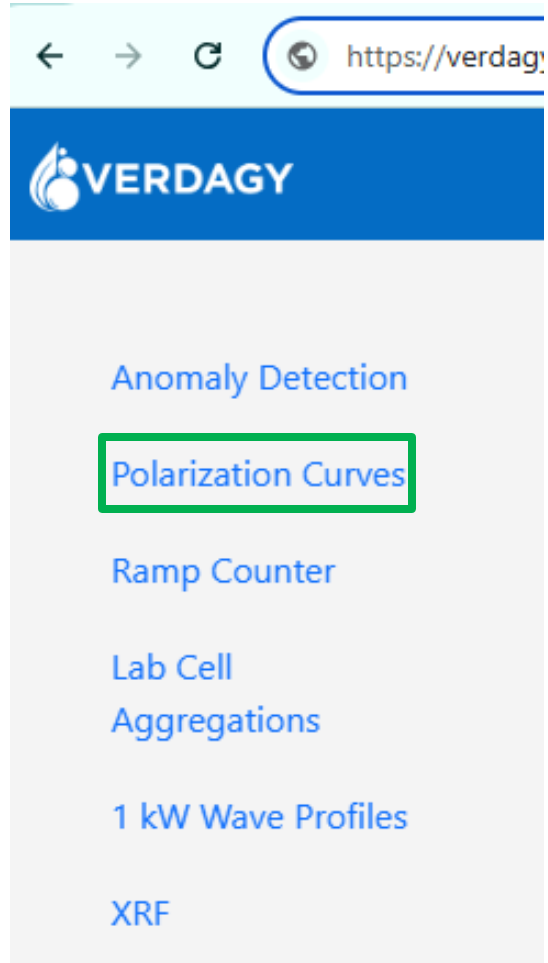 https://verdagy
VERDAGY
Anomaly Detection
Polarization Curves
Ramp Counter
Lab Cell
Aggregations
1 kW Wave Profiles
XRF